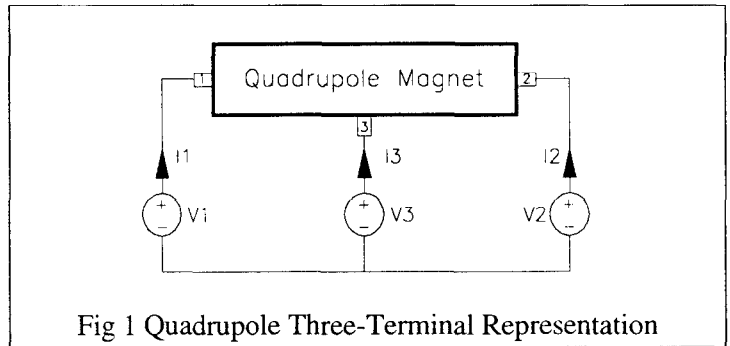 Quadrupole Magnet
1
2
3
I1
I3
I2
+
−
V1
+
−
V3
V2
+
−
Fig 1 Quadrupole Three-Terminal Representation